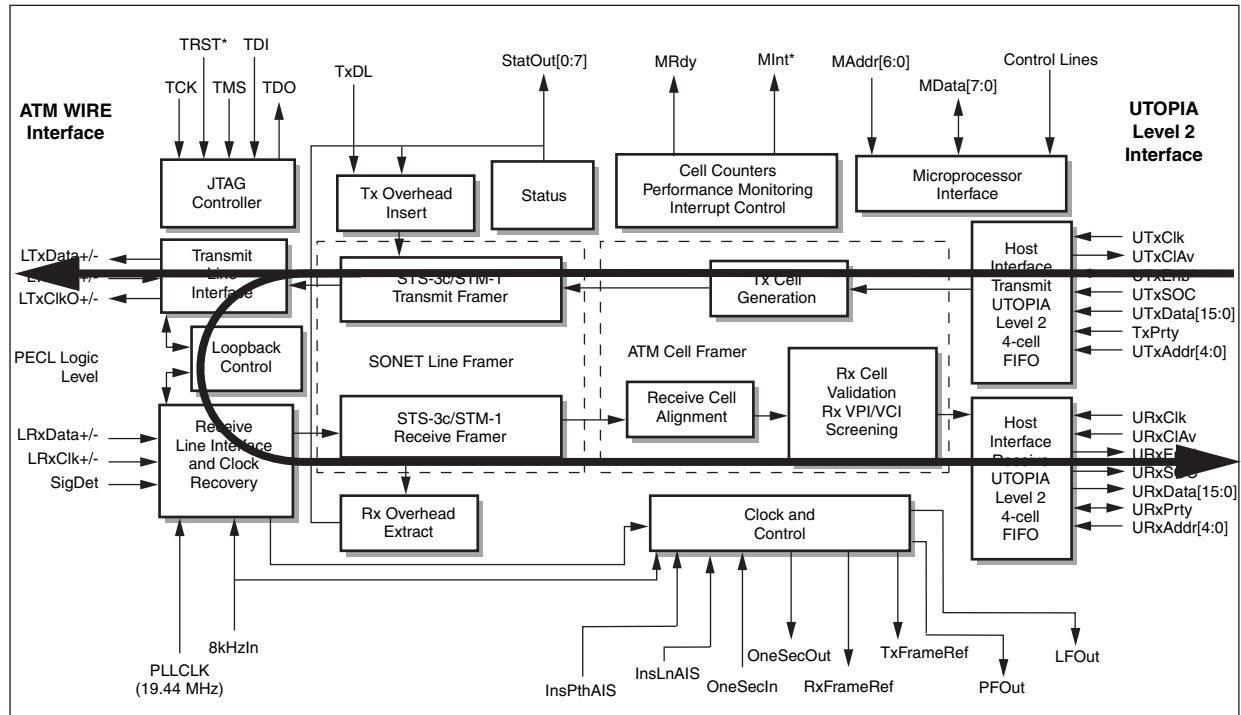 TRST*
TDI
TCK
TMS
TDO
TxDL
StatOut[0:7]
MRdy
MInt*
MAddr[6:0]
Control Lines
MData[7:0]
ATM WIRE
Interface
UTOPIA
Level 2
Interface
JTAG
Controller
Tx Overhead
Insert
Status
Cell Counters
Performance Monitoring
Interrupt Control
Microprocessor
Interface
LTxData+/-
LTxClkO+/-
Transmit
Line
Interface
STS-3c/STM-1
Transmit Framer
Tx Cell
Generation
Host
Interface
Transmit
UTOPIA
Level 2
4-cell
FIFO
UTxClk
UTxClAv
UTxEnb*
UTxSOC
UTxData[15:0]
TxPrty
UTxAddr[4:0]
PECL Logic
Level
Loopback
Control
SONET Line Framer
ATM Cell Framer
Receive
Line Interface
and Clock
Recovery
STS-3c/STM-1
Receive Framer
Receive Cell
Alignment
Rx Cell
Validation
Rx VPI/VCI
Screening
Host
Interface
Receive
UTOPIA
Level 2
4-cell
FIFO
LRxData+/-
LRxClk+/-
SigDet
URxClk
URxClAv
URxSOC
URxData[15:0]
URxPrty
URxAddr[4:0]
Rx Overhead
Extract
Clock and
Control
8kHzIn
PLLCLK
(19.44 MHz)
InsPthAIS
InsLnAIS
OneSecIn
OneSecOut
RxFrameRef
TxFrameRef
PFOut
LFOut